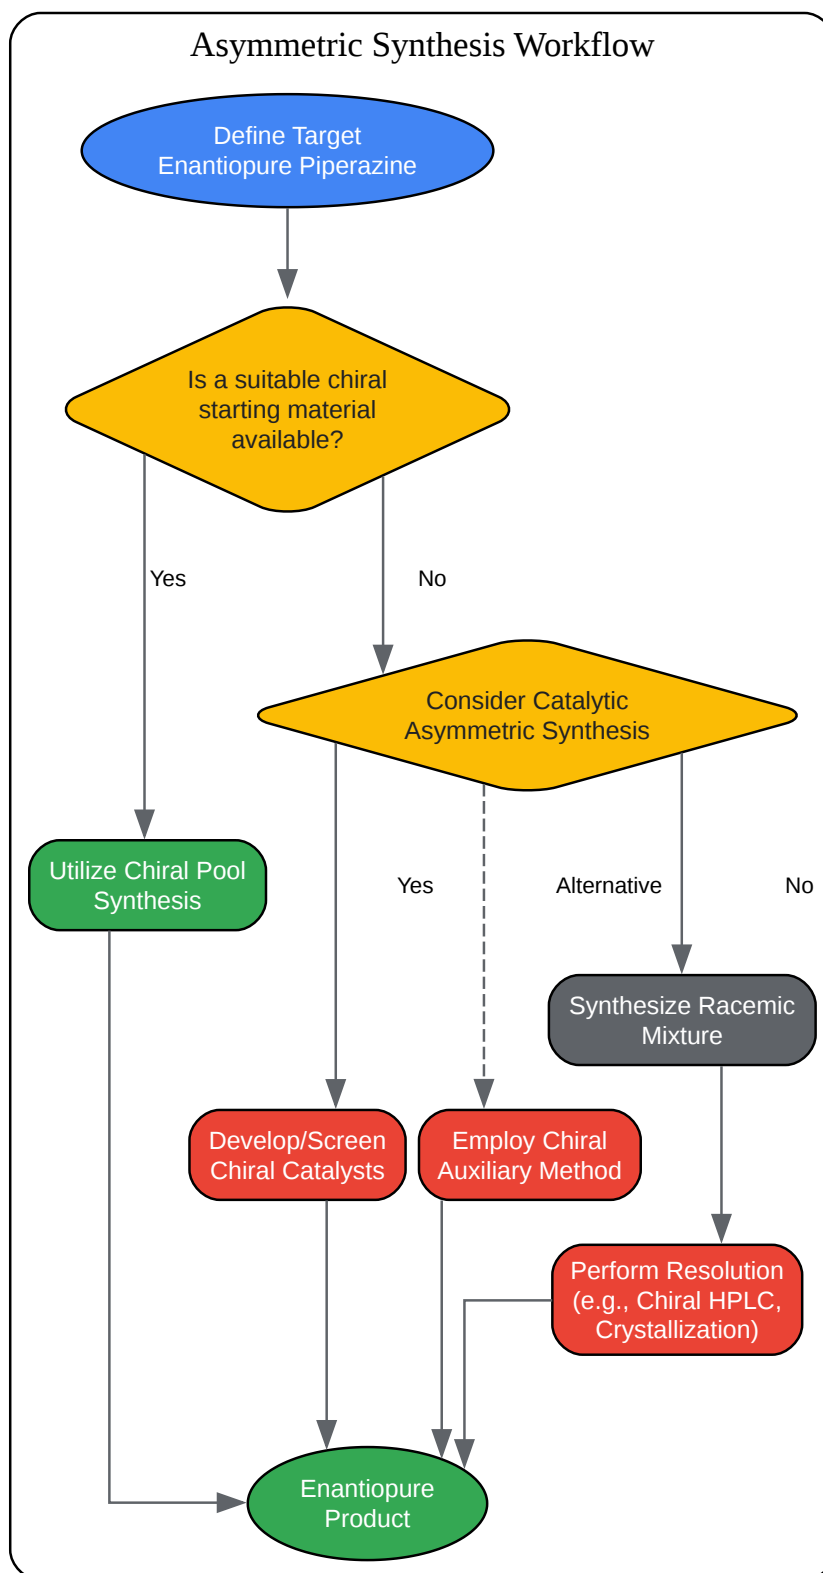 Asymmetric Synthesis Workflow
Define Target
Enantiopure Piperazine
Is a suitable chiral
starting material
available?
Yes
No
Consider Catalytic
Asymmetric Synthesis
Utilize Chiral Pool
Synthesis
Yes
Alternative
No
Synthesize Racemic
Mixture
Develop/Screen
Chiral Catalysts
Employ Chiral
Auxiliary Method
Perform Resolution
(e.g., Chiral HPLC,
Crystallization)
Enantiopure
Product